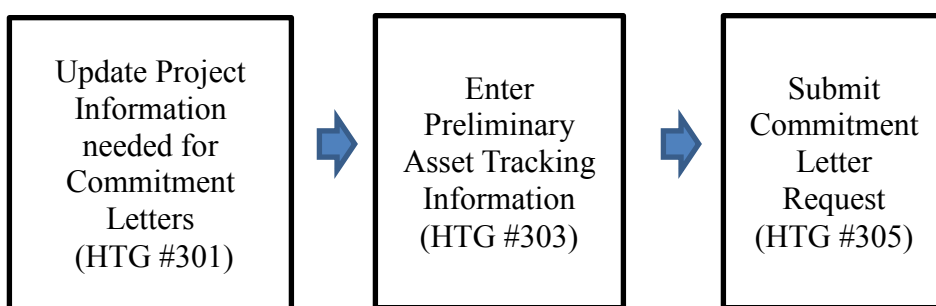 Update Project
Information
needed for
Commitment
Letters
(HTG #301)
Enter
Preliminary
Asset Tracking
Information
(HTG #303)
Submit
Commitment
Letter
Request
(HTG #305)